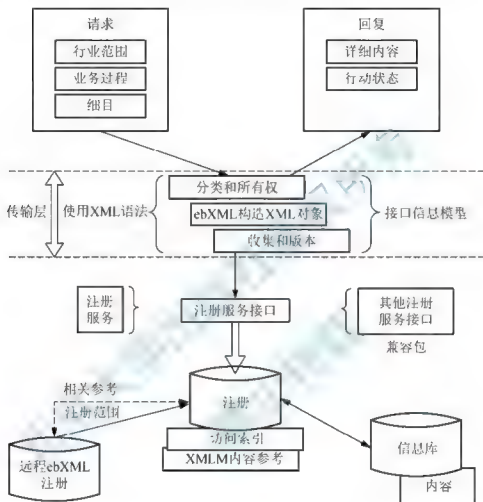 请求
行业范围
业务过程
细目
回复
详细内容
行动状态
传输层
使用XML语法
分类和所有权
ebXML构造XML对象
收集和版本
接口信息模型
注册
服务
注册服务接口
其他注册
服务接口
兼容包
相关参考
注册范围
注册
访问索引
XMLM内容参考
远程ebXML
注册
信息库
内容